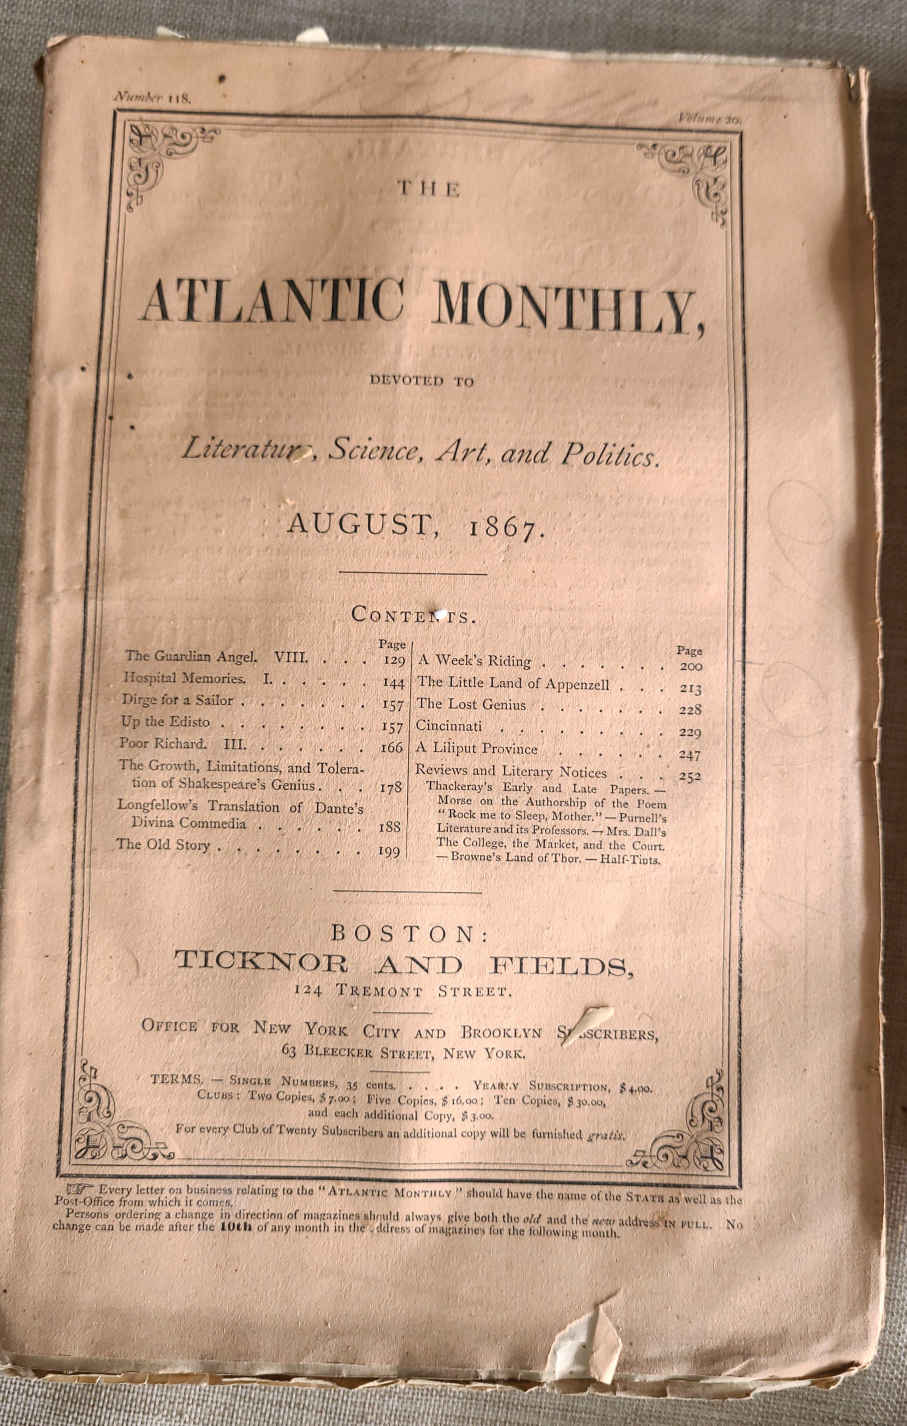 Number 118.
Volume 20.
THE
ATLANTIC MONTHLY,
DEVOTED TO
Literature, Science, Art, and Politics.
AUGUST, 1867.
CONTENTS.
Page
The Guardian Angel. VIII. . . . . 129
Hospital Memories. I. . . . . . . 144
Dirge for a Sailor . . . . . . . 157
Up the Edisto . . . . . . . . 157
Poor Richard. III. . . . . . . 166
The Growth, Limitations, and Tolera-
tion of Shakespeare's Genius . . . 178
Longfellow's Translation of Dante's
Divina Commedia . . . . . . 188
The Old Story . . . . . . . . 199
Page
A Week's Riding . . . . . . . 200
The Little Land of Appenzell . . . 213
The Lost Genius . . . . . . . 228
Cincinnati . . . . . . . . . 229
A Liliput Province . . . . . . 247
Reviews and Literary Notices . . . 252
Thackeray's Early and Late Papers. —
Morse on the Authorship of the Poem
"Rock me to Sleep, Mother." — Purnell's
Literature and its Professors. — Mrs. Dall's
The College, the Market, and the Court.
— Browne's Land of Thor. — Half-Tints.
BOSTON:
TICKNOR AND FIELDS,
124 TREMONT STREET.
OFFICE FOR NEW YORK CITY AND BROOKLYN SUBSCRIBERS,
63 BLEECKER STREET, NEW YORK.
TERMS. — SINGLE NUMBERS, 35 cents. . . . . YEARLY SUBSCRIPTION, $4.00.
CLUBS: Two Copies, $7.00; Five Copies, $16.00; Ten Copies, $30.00,
and each additional Copy, $3.00.
For every Club of Twenty Subscribers an additional copy will be furnished gratis.
☞ Every letter on business relating to the "ATLANTIC MONTHLY" should have the name of the STATE as well as the
Post-Office from which it comes.
Persons ordering a change in direction of magazines should always give both the old and the new address IN FULL. No
change can be made after the 10th of any month in the address of magazines for the following month.